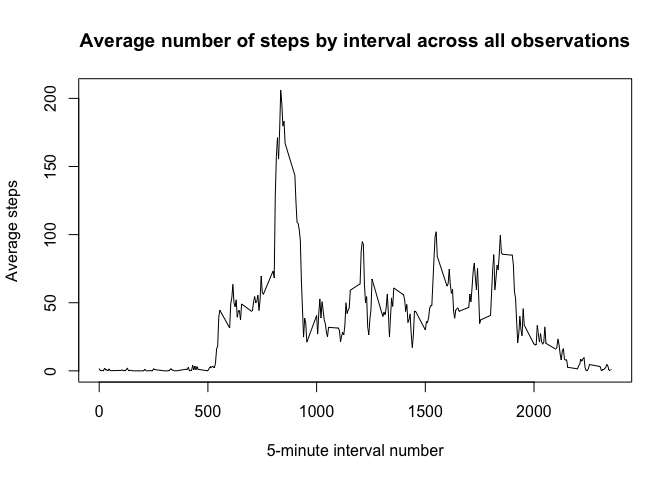 Average number of steps by interval across all observations
Average steps
200
150
100
50
0
0 500 1000 1500 2000
5-minute interval number